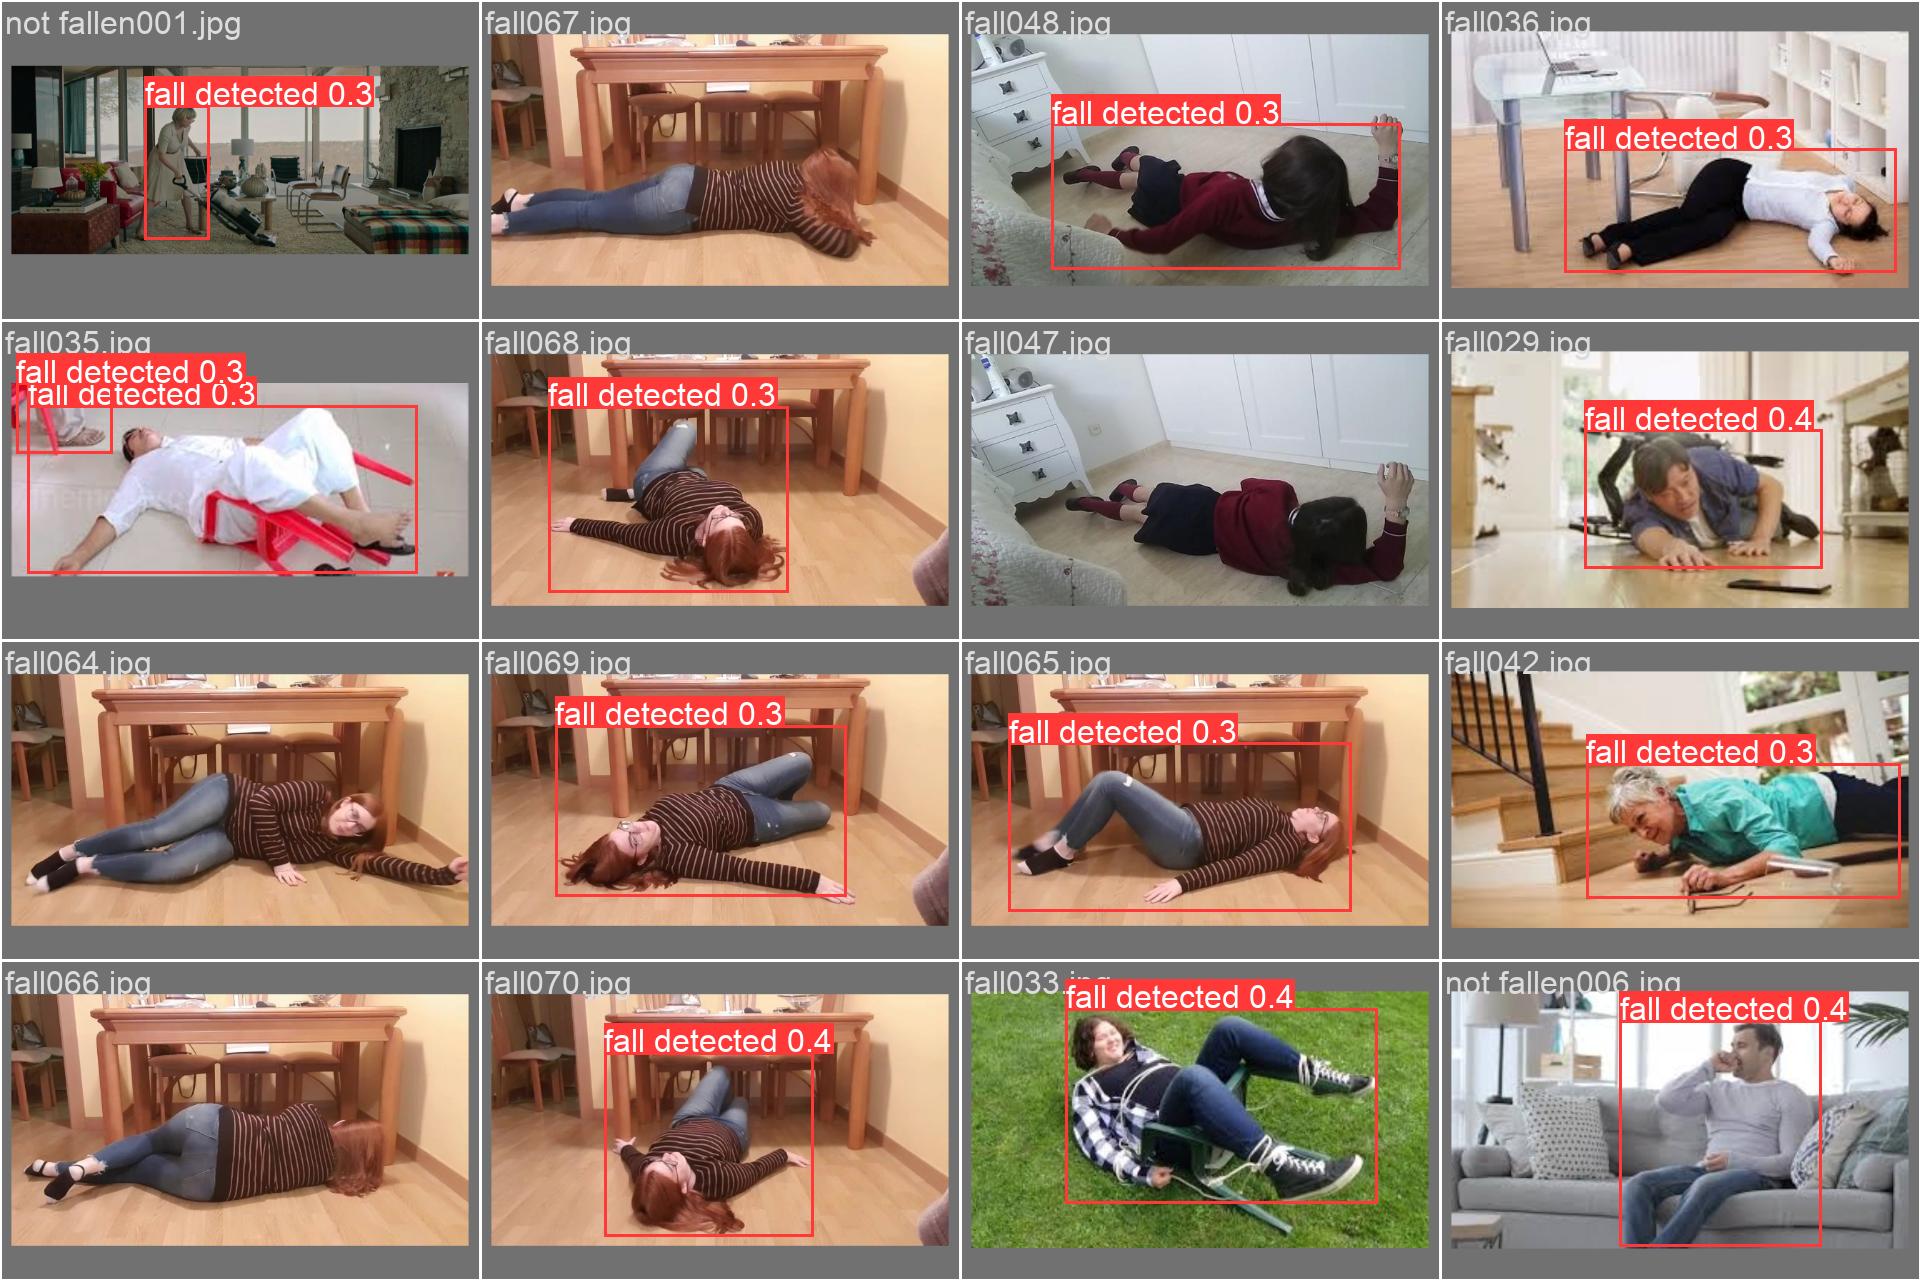 not fallen001.jpg
fall detected 0.3
fall067.jpg
fall048.jpg
fall detected 0.3
fall036.jpg
fall detected 0.3
fall035.jpg
fall detected 0.3
fall detected 0.3
fall068.jpg
fall detected 0.3
fall047.jpg
fall029.jpg
fall detected 0.4
fall064.jpg
fall069.jpg
fall detected 0.3
fall065.jpg
fall detected 0.3
fall042.jpg
fall detected 0.3
fall066.jpg
fall070.jpg
fall detected 0.4
fall033.jpg
fall detected 0.4
not fallen006.jpg
fall detected 0.4